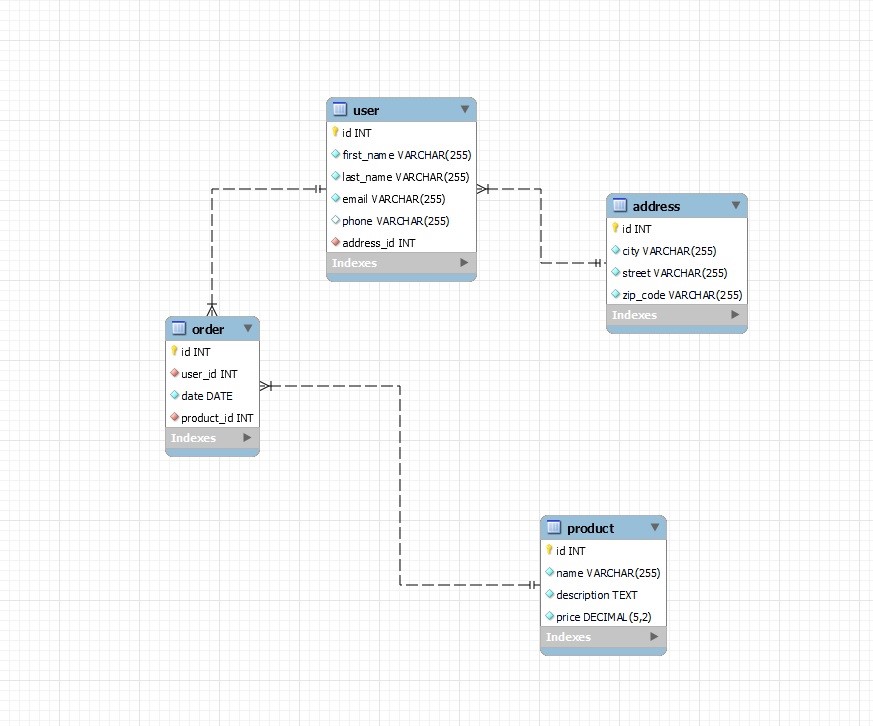 user
id INT
first_name VARCHAR(255)
last_name VARCHAR(255)
email VARCHAR(255)
phone VARCHAR(255)
address_id INT
Indexes
address
id INT
city VARCHAR(255)
street VARCHAR(255)
zip_code VARCHAR(255)
Indexes
order
id INT
user_id INT
date DATE
product_id INT
Indexes
product
id INT
name VARCHAR(255)
description TEXT
price DECIMAL(5,2)
Indexes